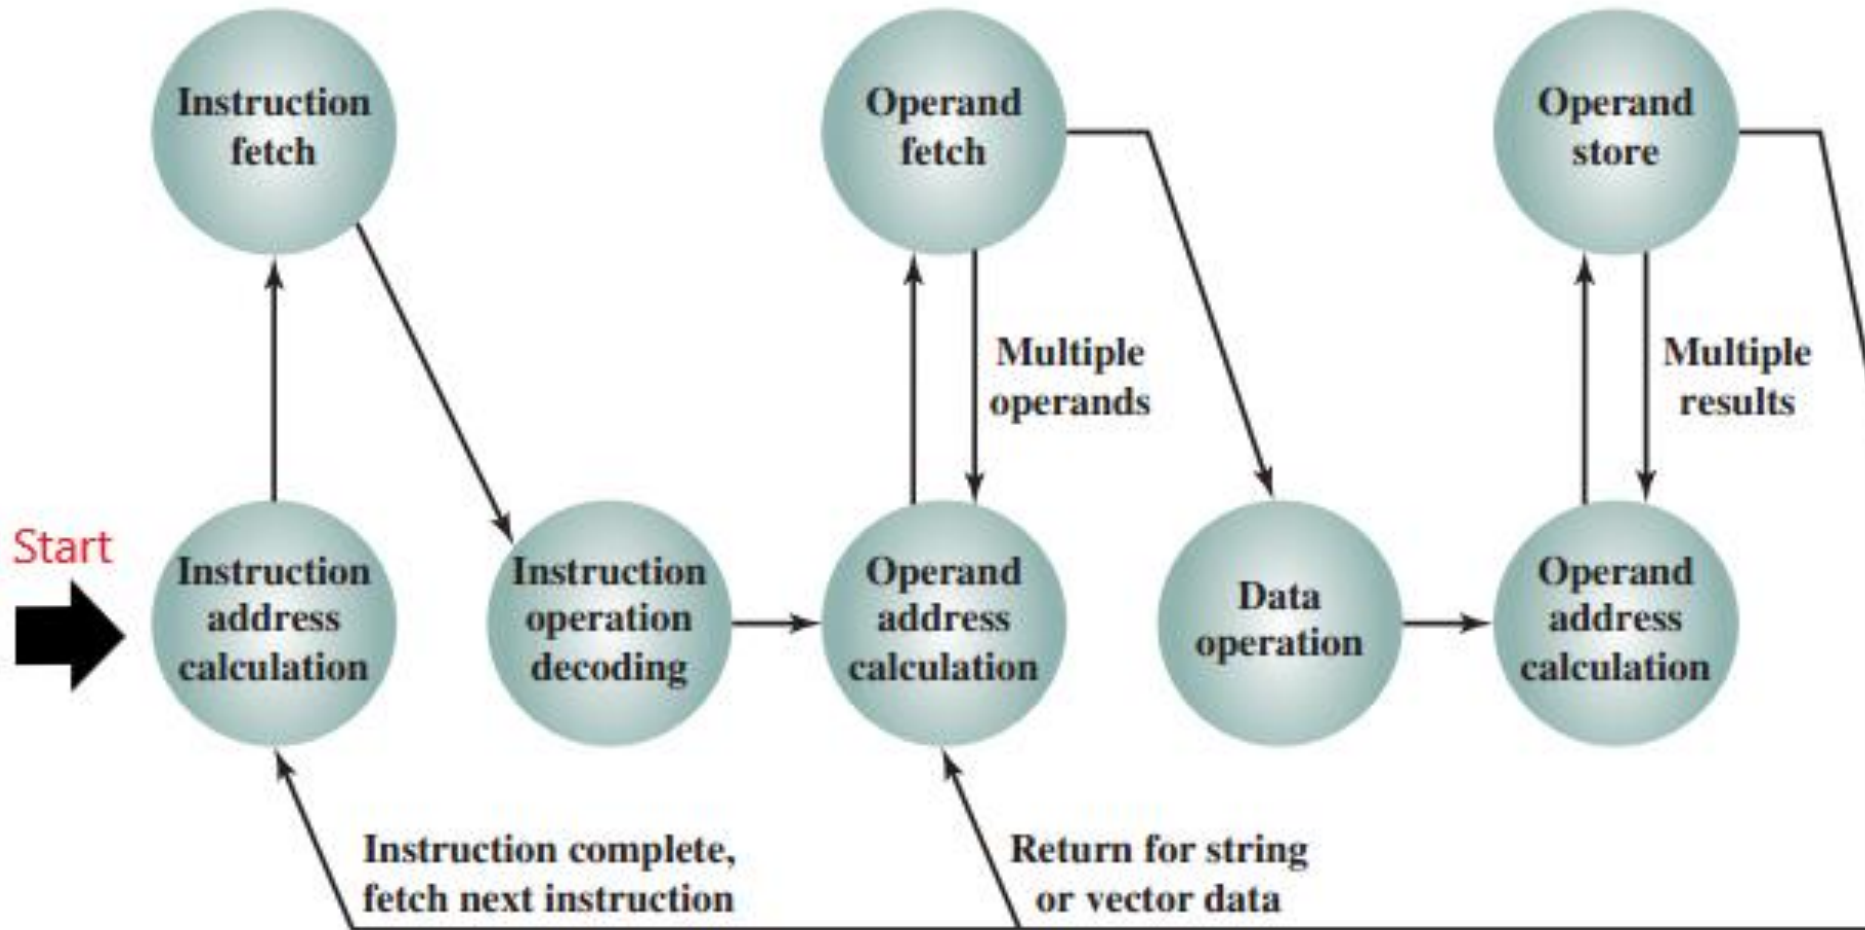 Instruction
fetch
Operand
fetch
Operand
store
Multiple
operands
Multiple
results
Start
Instruction
address
calculation
Instruction
operation
decoding
Operand
address
calculation
Data
operation
Operand
address
calculation
Instruction complete,
fetch next instruction
Return for string
or vector data